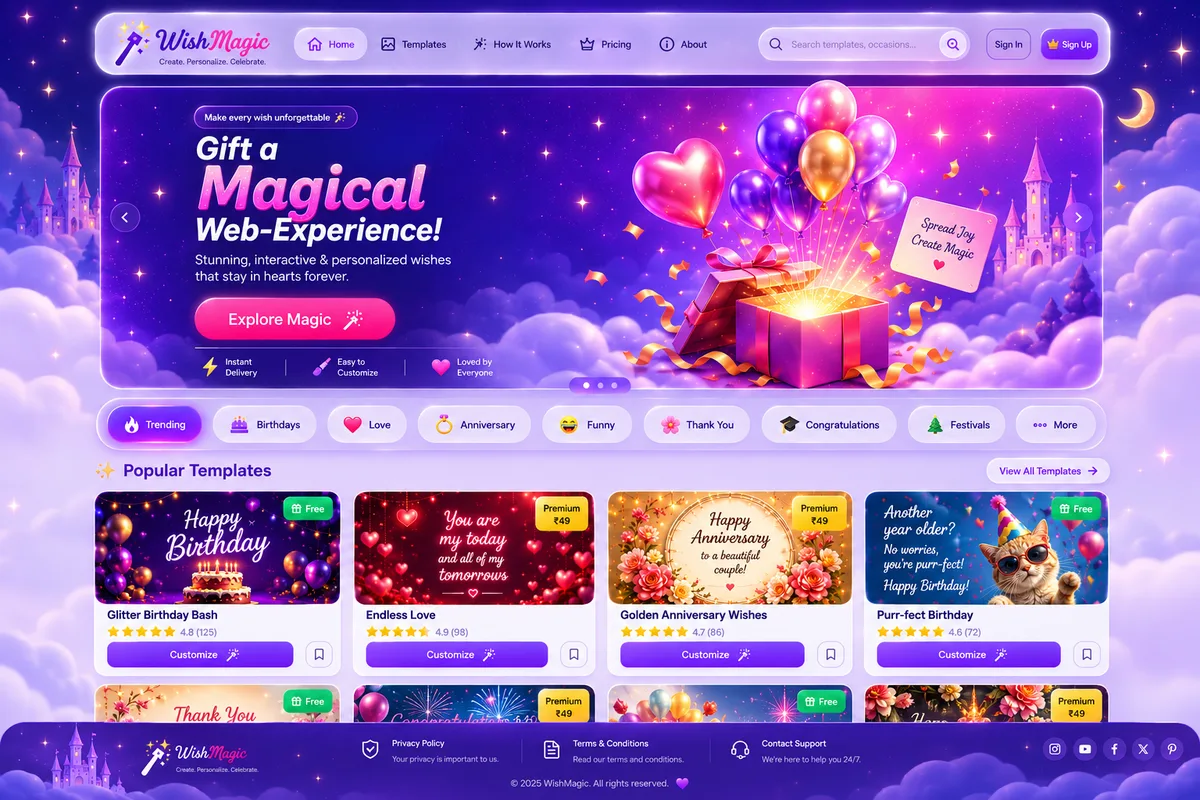 WishMagic
Create. Personalize. Celebrate.
Home
Templates
How It Works
Pricing
About
Search templates, occasions...
Sign In
Sign Up
Make every wish unforgettable
Gift a
Magical
Web-Experience!
Stunning, interactive & personalized wishes
that stay in hearts forever.
Explore Magic
Instant
Delivery
Easy to
Customize
Loved by
Everyone
Spread Joy
Create Magic
Trending
Birthdays
Love
Anniversary
Funny
Thank You
Congratulations
Festivals
More
Popular Templates
View All Templates
Happy
Birthday
Free
Glitter Birthday Bash
4.8 (125)
Customize
You are
my today
and all of my
tomorrows
Premium
₹49
Endless Love
4.9 (98)
Customize
Happy
Anniversary
to a beautiful
couple!
Premium
₹49
Golden Anniversary Wishes
4.7 (86)
Customize
Another
year older?
No worries,
you're purr-fect!
Happy Birthday!
Free
Purr-fect Birthday
4.6 (72)
Customize
Thank You
Free
Premium
₹49
Free
Premium
₹49
WishMagic
Create. Personalize. Celebrate.
Privacy Policy
Your privacy is important to us.
Terms & Conditions
Read our terms and conditions.
Contact Support
We're here to help you 24/7.
© 2025 WishMagic. All rights reserved.